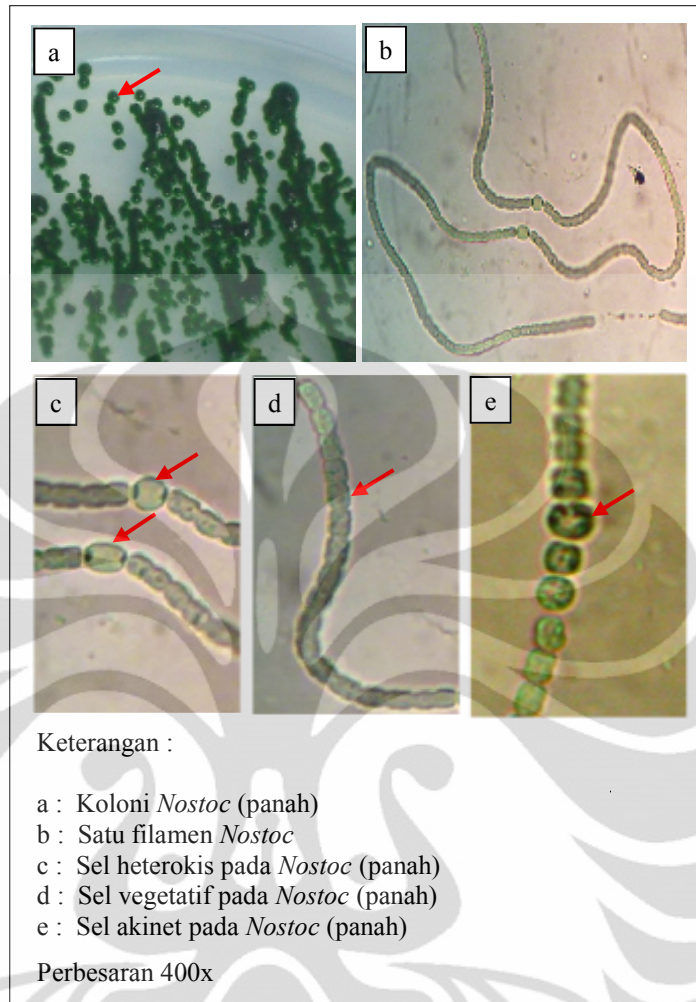 a
b
c
d
e
Keterangan :
a : Koloni Nostoc (panah)
b : Satu filamen Nostoc
c : Sel heterokis pada Nostoc (panah)
d : Sel vegetatif pada Nostoc (panah)
e : Sel akinet pada Nostoc (panah)
Perbesaran 400x